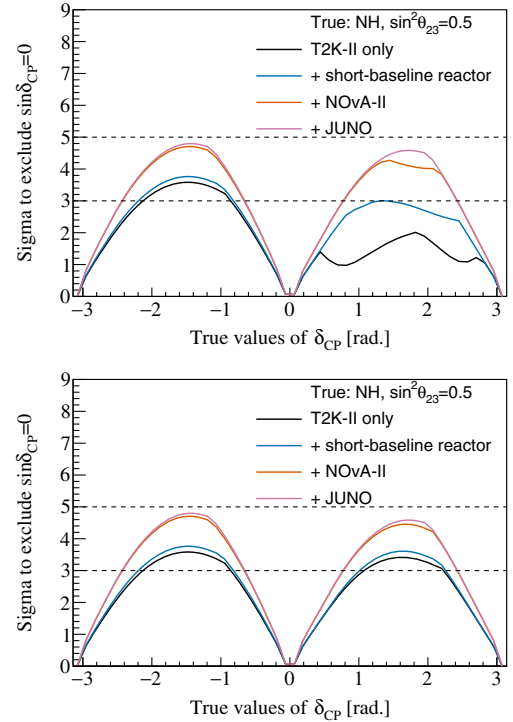 9
8
7
6
5
4
3
2
1
0
Sigma to exclude sinδCP=0
True: NH, sin²θ23=0.5
T2K-II only
+ short-baseline reactor
+ NOvA-II
+ JUNO
−3 −2 −1 0 1 2 3
True values of δCP [rad.]
9
8
7
6
5
4
3
2
1
0
Sigma to exclude sinδCP=0
True: NH, sin²θ23=0.5
T2K-II only
+ short-baseline reactor
+ NOvA-II
+ JUNO
−3 −2 −1 0 1 2 3
True values of δCP [rad.]